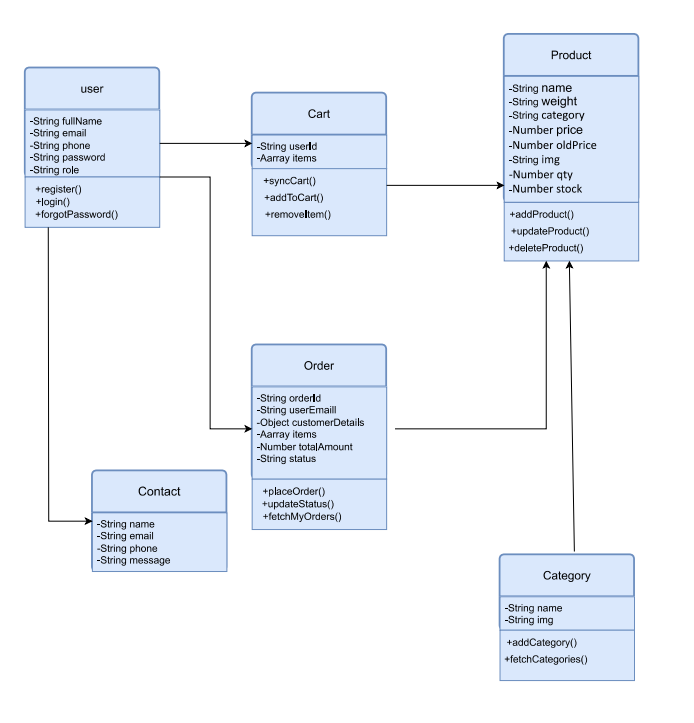 user
-String fullName
-String email
-String phone
-String password
-String role
+register()
+login()
+forgotPassword()
Cart
-String userId
-Aarray items
+syncCart()
+addToCart()
+removeItem()
Product
-String name
-String weight
-String category
-Number price
-Number oldPrice
-String img
-Number qty
-Number stock
+addProduct()
+updateProduct()
+deleteProduct()
Order
-String orderId
-String userEmaill
-Object customerDetails
-Aarray items
-Number totalAmount
-String status
+placeOrder()
+updateStatus()
+fetchMyOrders()
Contact
-String name
-String email
-String phone
-String message
Category
-String name
-String img
+addCategory()
+fetchCategories()